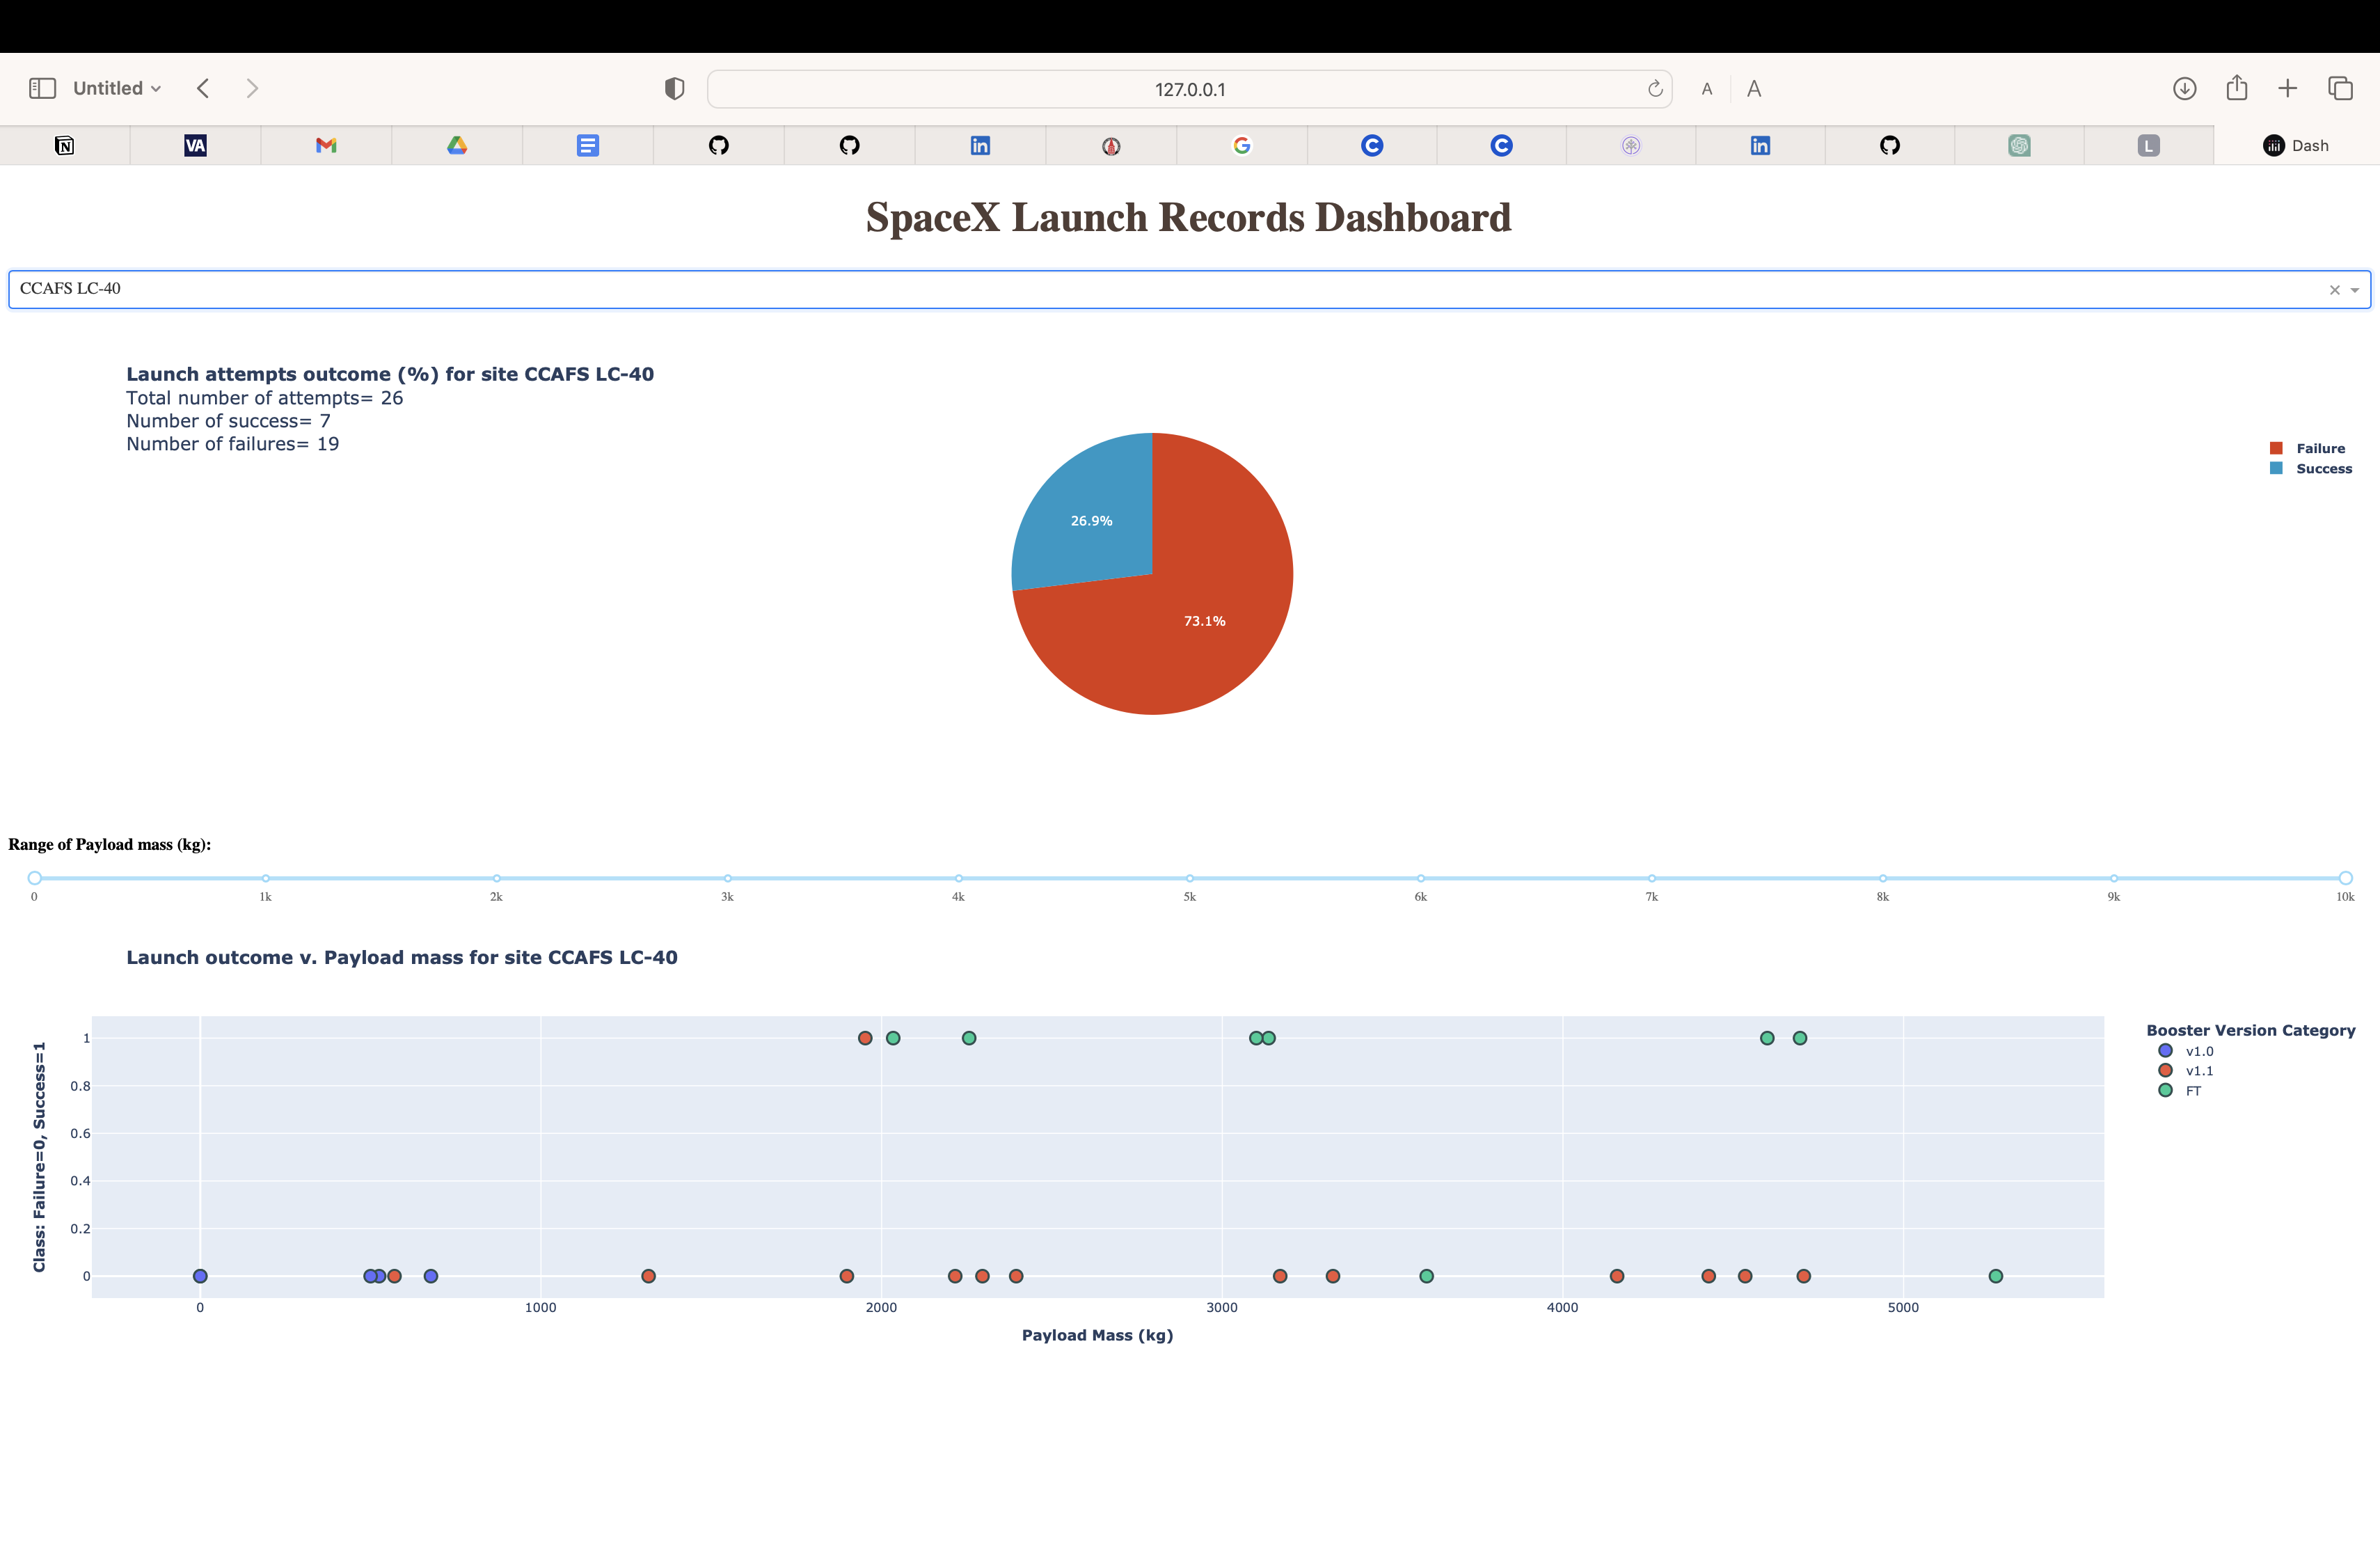 Untitled
127.0.0.1
A A
N VA in G C C in L Dash
SpaceX Launch Records Dashboard
CCAFS LC-40
Launch attempts outcome (%) for site CCAFS LC-40
Total number of attempts= 26
Number of success= 7
Number of failures= 19
Failure
Success
26.9%
73.1%
Range of Payload mass (kg):
0 1k 2k 3k 4k 5k 6k 7k 8k 9k 10k
Launch outcome v. Payload mass for site CCAFS LC-40
Class: Failure=0, Success=1
1
0.8
0.6
0.4
0.2
0
0 1000 2000 3000 4000 5000
Payload Mass (kg)
Booster Version Category
v1.0
v1.1
FT